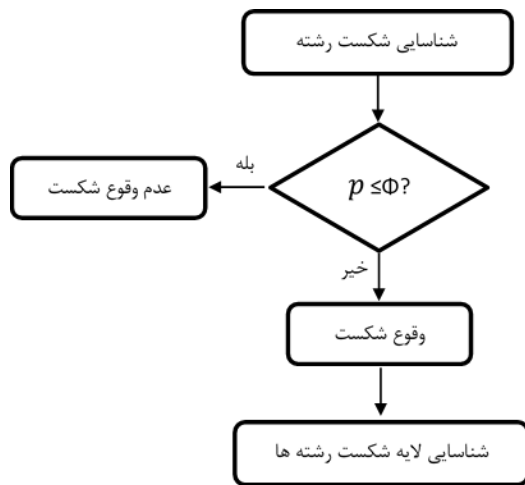 شناسایی شکست رشته
p ≤Φ?
بله
عدم وقوع شکست
خیر
وقوع شکست
شناسایی لایه شکست رشته ها